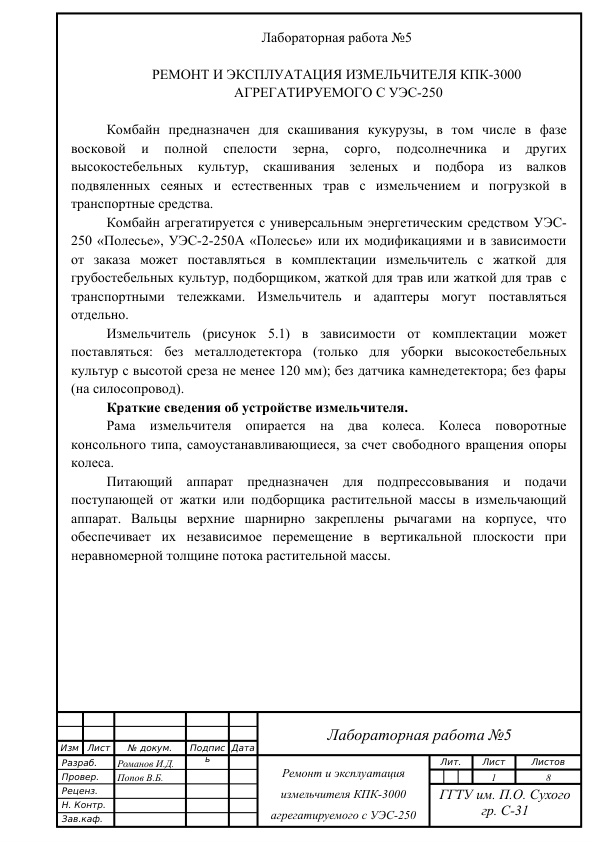 Лабораторная работа №5
РЕМОНТ И ЭКСПЛУАТАЦИЯ ИЗМЕЛЬЧИТЕЛЯ КПК-3000
АГРЕГАТИРУЕМОГО С УЭС-250
Комбайн предназначен для скашивания кукурузы, в том числе в фазе
восковой и полной спелости зерна, сорго, подсолнечника и других
высокостебельных культур, скашивания зеленых и подбора из валков
подвяленных сеяных и естественных трав с измельчением и погрузкой в
транспортные средства.
Комбайн агрегатируется с универсальным энергетическим средством УЭС-
250 «Полесье», УЭС-2-250А «Полесье» или их модификациями и в зависимости
от заказа может поставляться в комплектации измельчитель с жаткой для
грубостебельных культур, подборщиком, жаткой для трав или жаткой для трав с
транспортными тележками. Измельчитель и адаптеры могут поставляться
отдельно.
Измельчитель (рисунок 5.1) в зависимости от комплектации может
поставляться: без металлодетектора (только для уборки высокостебельных
культур с высотой среза не менее 120 мм); без датчика камнедетектора; без фары
(на силосопровод).
Краткие сведения об устройстве измельчителя.
Рама измельчителя опирается на два колеса. Колеса поворотные
консольного типа, самоустанавливающиеся, за счет свободного вращения опоры
колеса.
Питающий аппарат предназначен для подпрессовывания и подачи
поступающей от жатки или подборщика растительной массы в измельчающий
аппарат. Вальцы верхние шарнирно закреплены рычагами на корпусе, что
обеспечивает их независимое перемещение в вертикальной плоскости при
неравномерной толщине потока растительной массы.
Лабораторная работа №5
Изм Лист № докум. Подпис Дата
ь
Разраб. Романов И.Д.
Провер. Попов В.Б.
Реценз.
Н. Контр.
Зав.каф.
Ремонт и эксплуатация
измельчителя КПК-3000
агрегатируемого с УЭС-250
Лит. Лист Листов
1 8
ГГТУ им. П.О. Сухого
гр. С-31